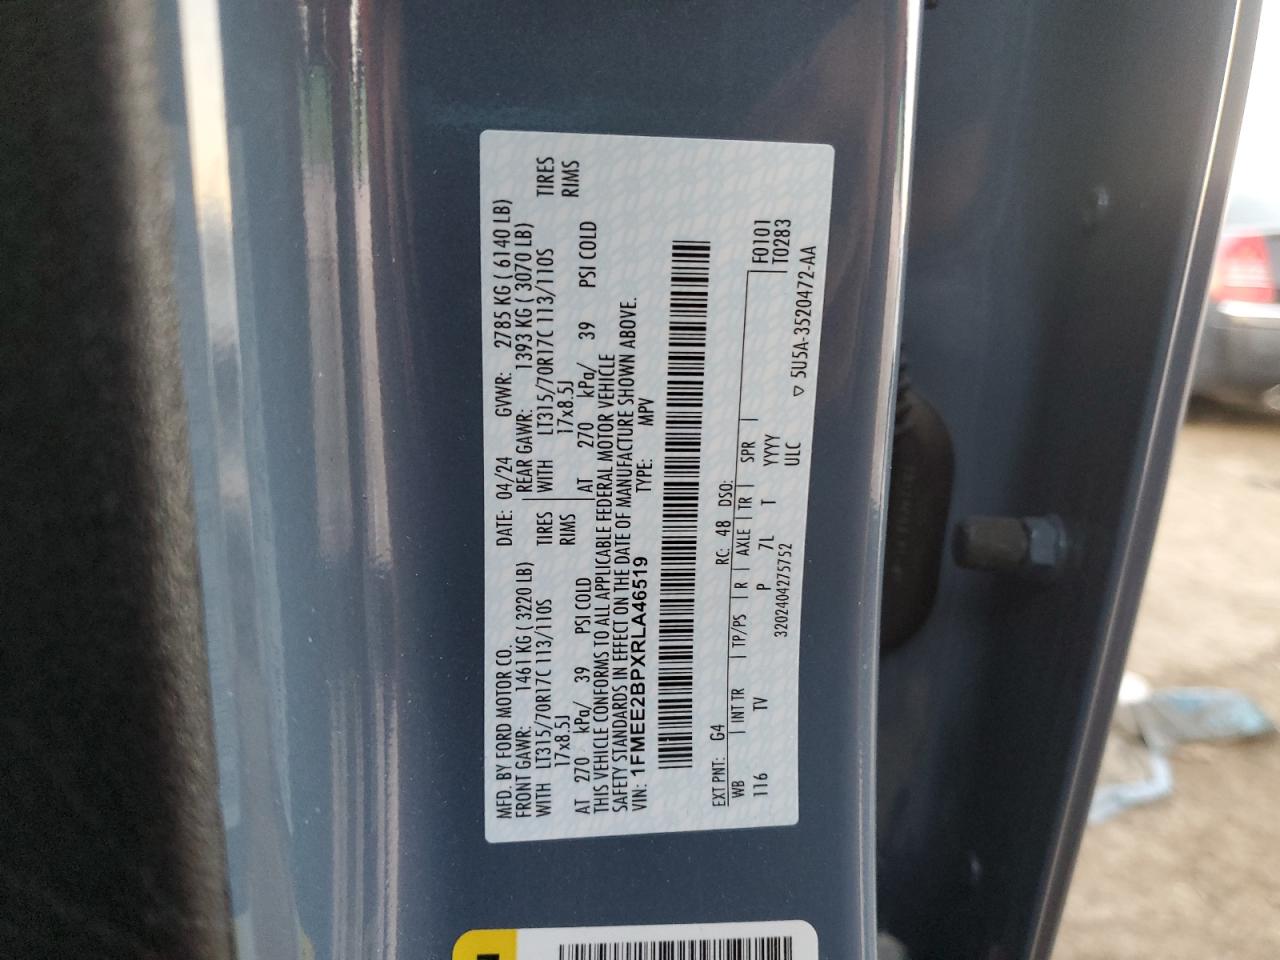 MFD. BY FORD MOTOR CO. DATE: 04/24 GVWR: 2785 KG ( 6140 LB)
FRONT GAWR: 1461 KG ( 3220 LB) REAR GAWR: 1393 KG ( 3070 LB)
WITH LT315/70R17C 113/110S TIRES WITH LT315/70R17C 113/110S TIRES
17x8.5J RIMS 17x8.5J RIMS
AT 270 kPa/ 39 PSI COLD AT 270 kPa/ 39 PSI COLD
THIS VEHICLE CONFORMS TO ALL APPLICABLE FEDERAL MOTOR VEHICLE
SAFETY STANDARDS IN EFFECT ON THE DATE OF MANUFACTURE SHOWN ABOVE.
VIN: 1FMEE2BPXRLA46519 TYPE: MPV
EXT PNT: G4 RC: 48 DSO: F0101
WB INT TR TP/PS R AXLE TR SPR T0283
116 TV P 7L T YYYY
3202404275752 ULC ▽ 5U5A-3520472-AA